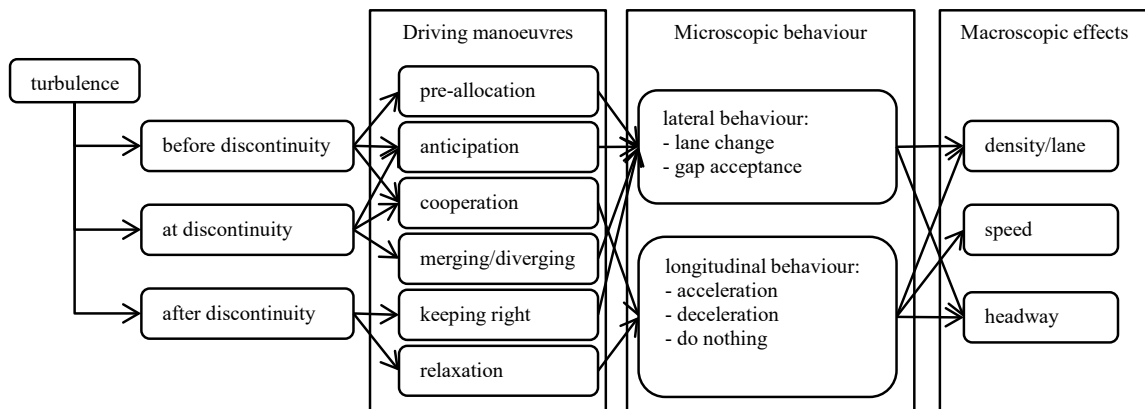 Driving manoeuvres
Microscopic behaviour
Macroscopic effects
turbulence
before discontinuity
at discontinuity
after discontinuity
pre-allocation
anticipation
cooperation
merging/diverging
keeping right
relaxation
lateral behaviour:
- lane change
- gap acceptance
longitudinal behaviour:
- acceleration
- deceleration
- do nothing
density/lane
speed
headway